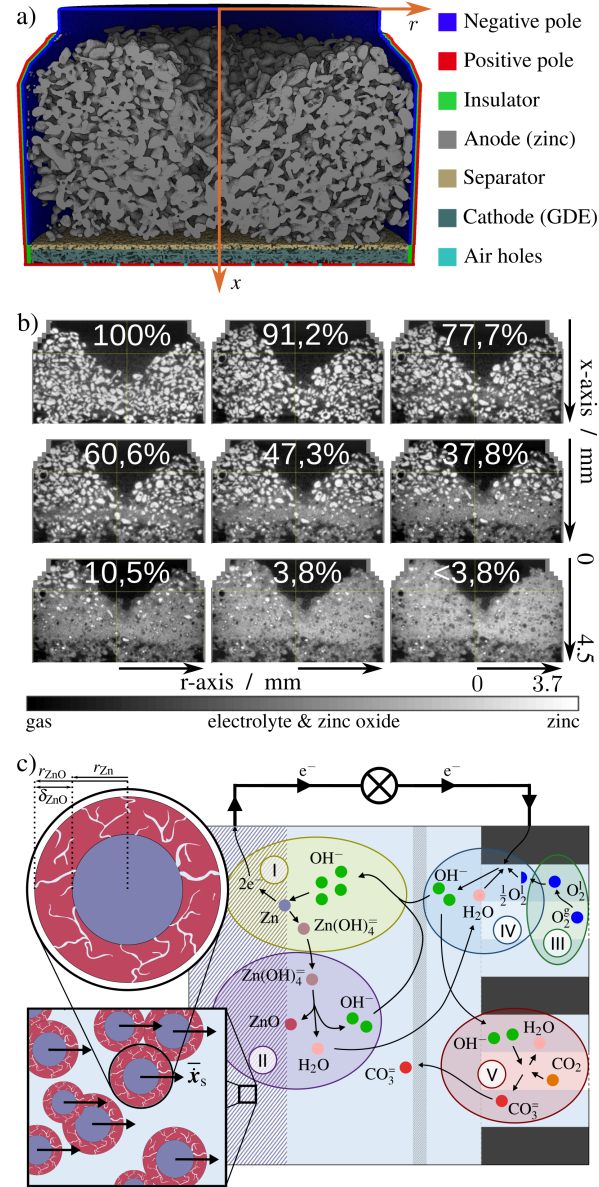 a)
r
x
Negative pole
Positive pole
Insulator
Anode (zinc)
Separator
Cathode (GDE)
Air holes
b)
100% 91,2% 77,7%
60,6% 47,3% 37,8%
10,5% 3,8% <3,8%
x-axis / mm
0
4.5
r-axis / mm
0 3.7
gas electrolyte & zinc oxide zinc
c)
r_ZnO r_Zn
δ_ZnO
e⁻ e⁻
I
OH⁻
2e⁻
Zn
Zn(OH)₄⁼
OH⁻
½O₂ˡ
H₂O
IV
O₂ˡ
O₂ᵍ
III
Zn(OH)₄⁼
ZnO
OH⁻
H₂O
II
CO₃⁼
OH⁻
H₂O
V
CO₂
CO₃⁼
ẋ̅ₛ